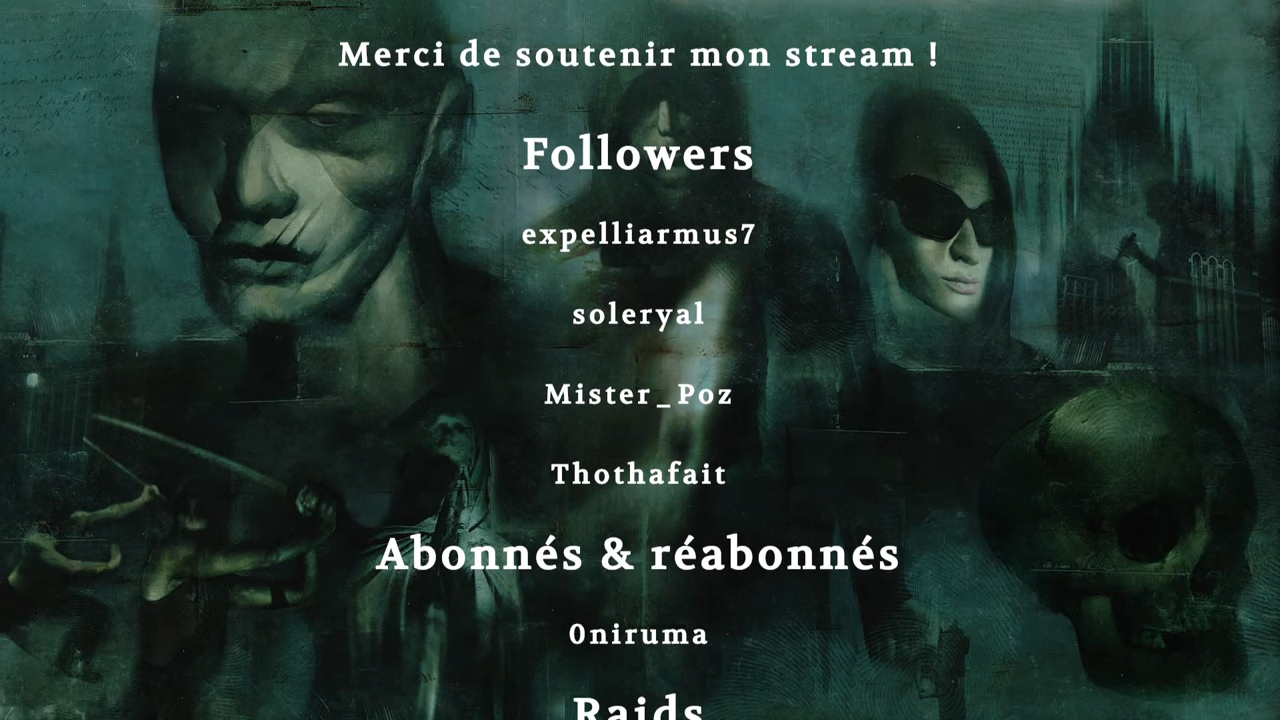 Merci de soutenir mon stream !
Followers
expelliarmus7
soleryal
Mister_Poz
Thothafait
Abonnés & réabonnés
0niruma
Raids